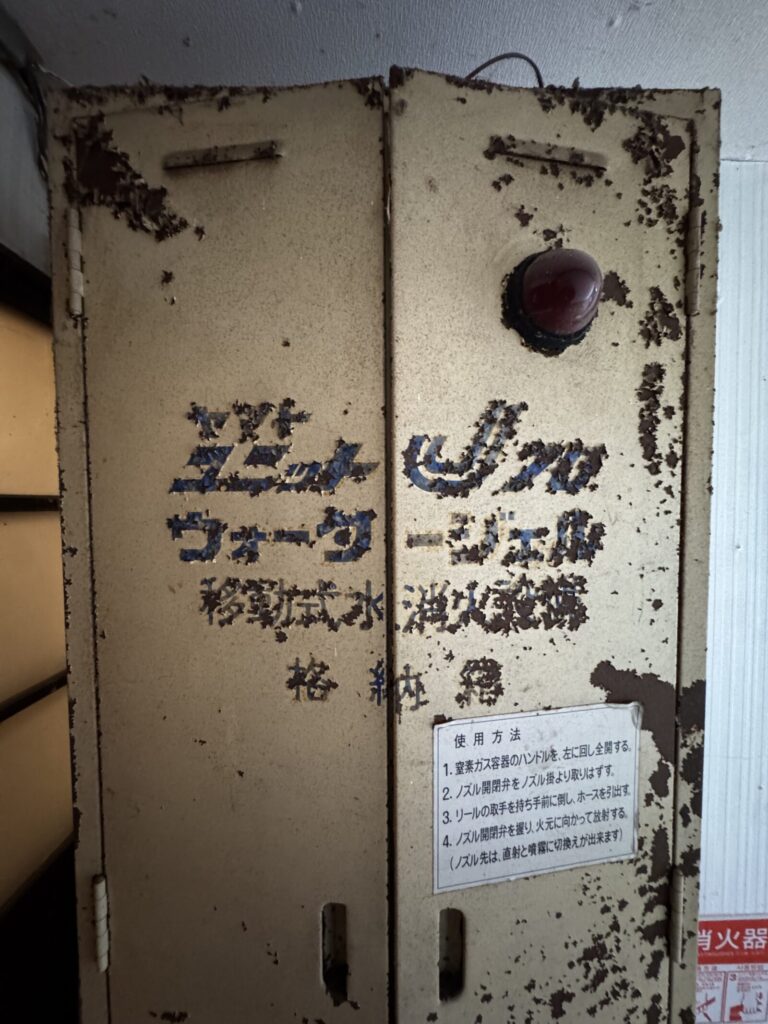 ヤマト
ユニット
ウォータージェル
移動式水消火設備
格納箱
使用方法
1. 窒素ガス容器のハンドルを、左に回し全開する。
2. ノズル開閉弁をノズル掛より取りはずす。
3. リールの取手を持ち手前に倒し、ホースを引出す。
4. ノズル開閉弁を握り、火元に向かって放射する。
(ノズル先は、直射と噴霧に切換えが出来ます)
消火器